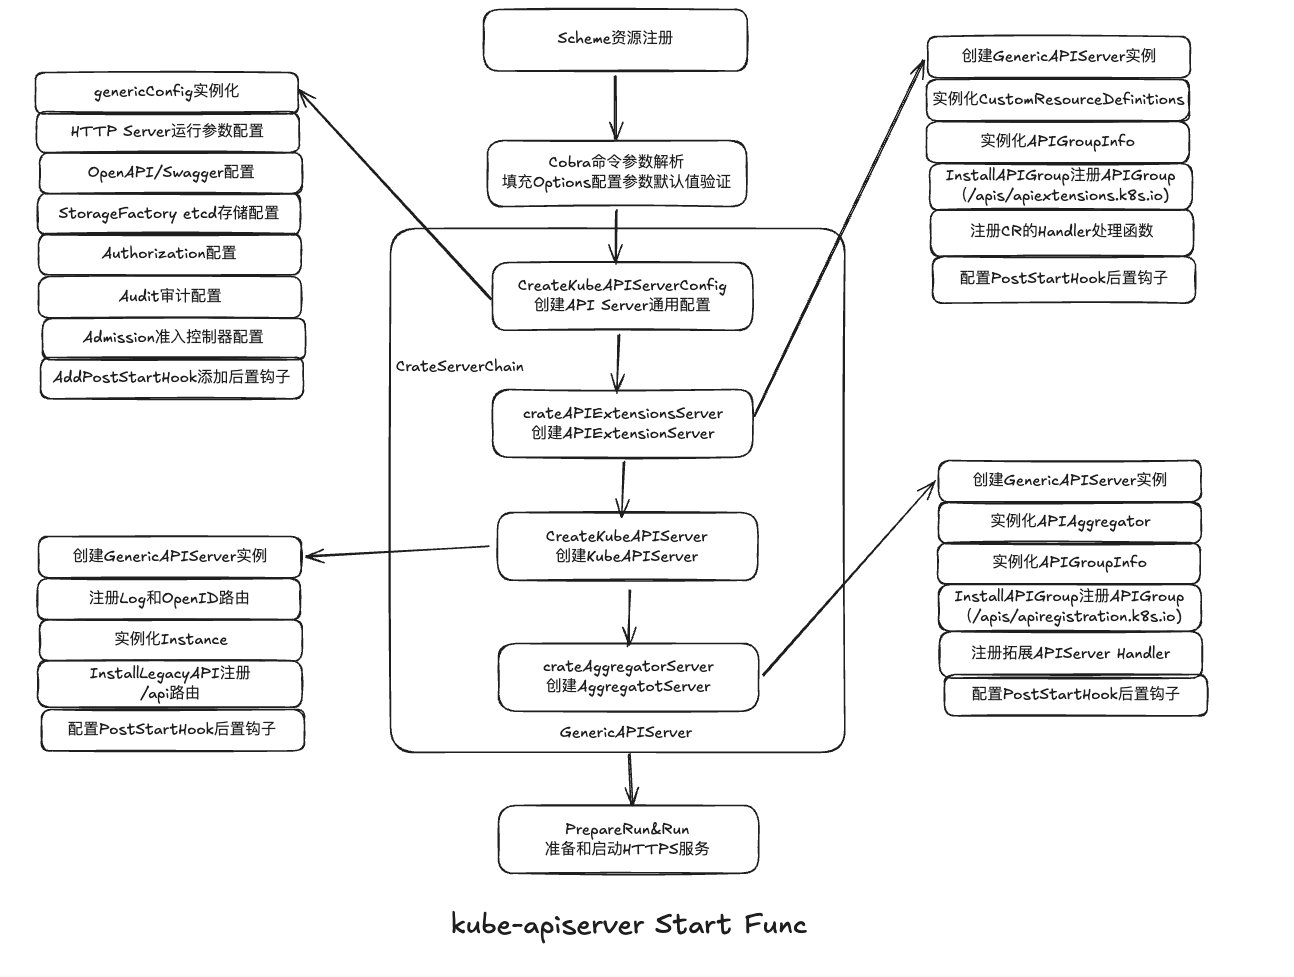 Scheme资源注册
Cobra命令参数解析
填充Options配置参数默认值验证
CreateKubeAPIServerConfig
创建API Server通用配置
CrateServerChain
crateAPIExtensionsServer
创建APIExtensionServer
CreateKubeAPIServer
创建KubeAPIServer
crateAggregatorServer
创建AggregatotServer
GenericAPIServer
PrepareRun&Run
准备和启动HTTPS服务
genericConfig实例化
HTTP Server运行参数配置
OpenAPI/Swagger配置
StorageFactory etcd存储配置
Authorization配置
Audit审计配置
Admission准入控制器配置
AddPostStartHook添加后置钩子
创建GenericAPIServer实例
实例化CustomResourceDefinitions
实例化APIGroupInfo
InstallAPIGroup注册APIGroup
(/apis/apiextensions.k8s.io)
注册CR的Handler处理函数
配置PostStartHook后置钩子
创建GenericAPIServer实例
注册Log和OpenID路由
实例化Instance
InstallLegacyAPI注册
/api路由
配置PostStartHook后置钩子
创建GenericAPIServer实例
实例化APIAggregator
实例化APIGroupInfo
InstallAPIGroup注册APIGroup
(/apis/apiregistration.k8s.io)
注册拓展APIServer Handler
配置PostStartHook后置钩子
kube-apiserver Start Func